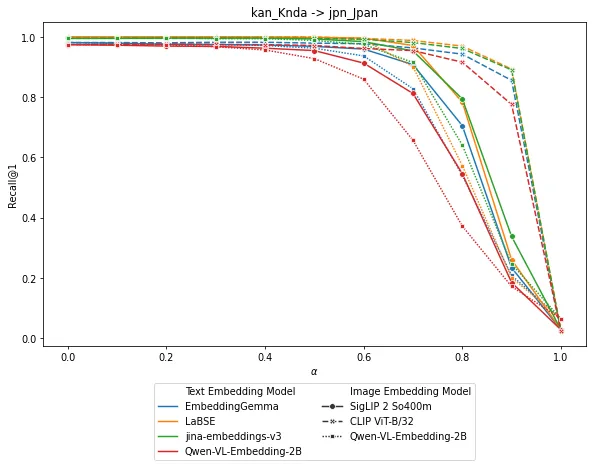 kan_Knda -> jpn_Jpan
Recall@1
1.0
0.8
0.6
0.4
0.2
0.0
0.0 0.2 0.4 0.6 0.8 1.0
α
Text Embedding Model Image Embedding Model
EmbeddingGemma SigLIP 2 So400m
LaBSE CLIP ViT-B/32
jina-embeddings-v3 Qwen-VL-Embedding-2B
Qwen-VL-Embedding-2B